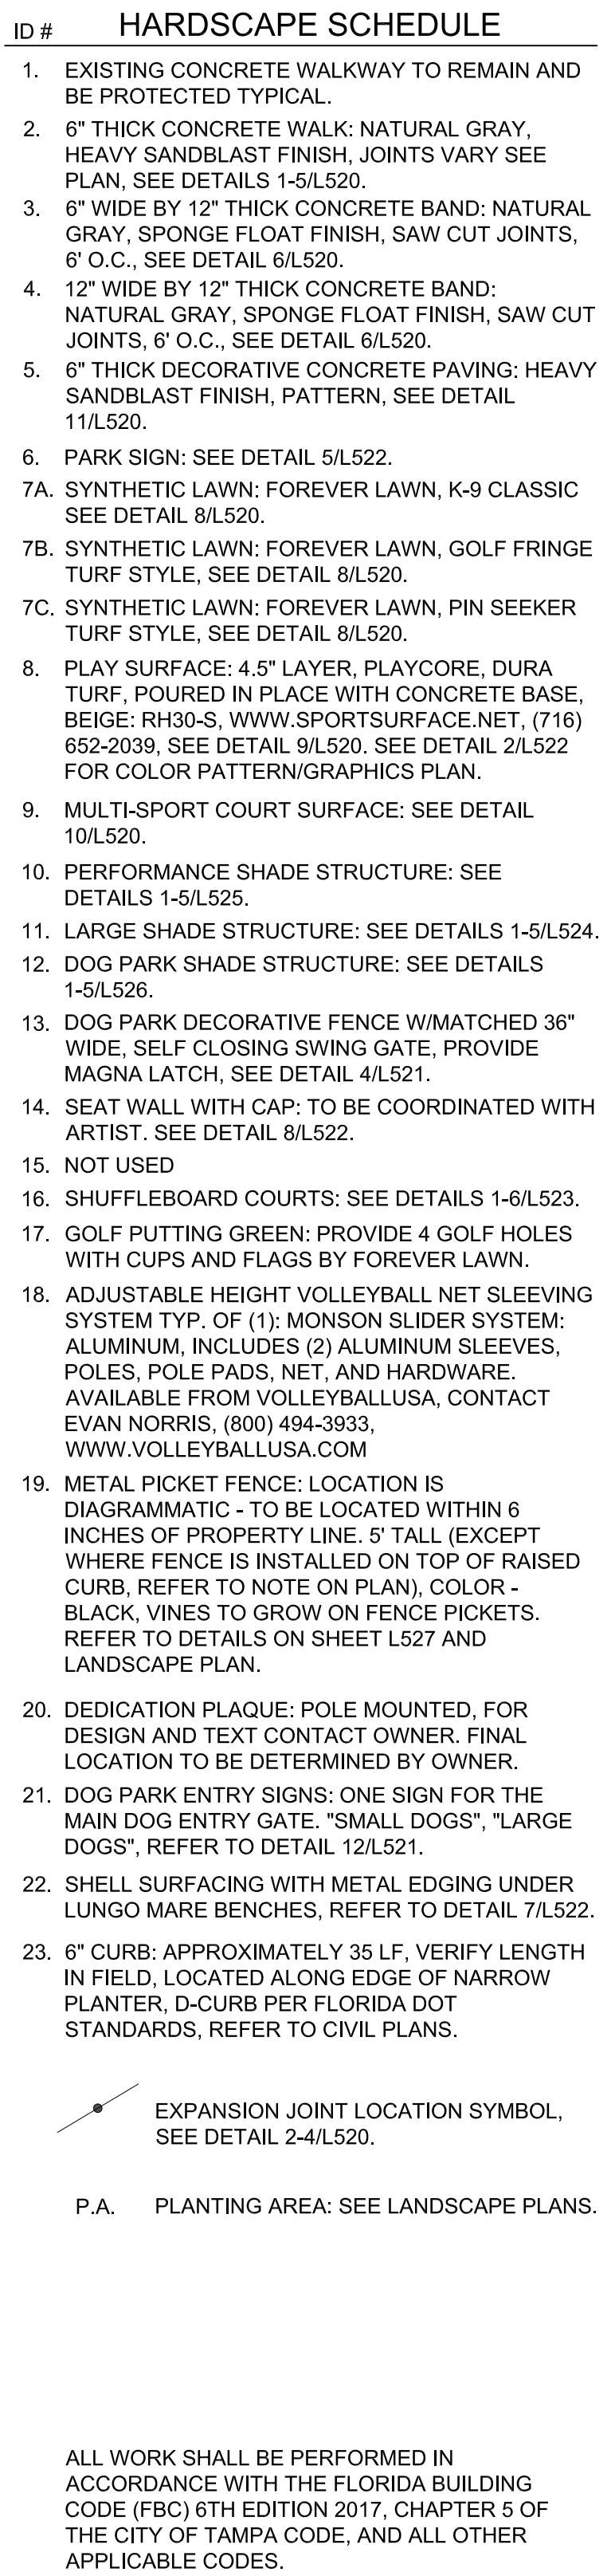 ID # HARDSCAPE SCHEDULE
1. EXISTING CONCRETE WALKWAY TO REMAIN AND
BE PROTECTED TYPICAL.
2. 6" THICK CONCRETE WALK: NATURAL GRAY,
HEAVY SANDBLAST FINISH, JOINTS VARY SEE
PLAN, SEE DETAILS 1-5/L520.
3. 6" WIDE BY 12" THICK CONCRETE BAND: NATURAL
GRAY, SPONGE FLOAT FINISH, SAW CUT JOINTS,
6' O.C., SEE DETAIL 6/L520.
4. 12" WIDE BY 12" THICK CONCRETE BAND:
NATURAL GRAY, SPONGE FLOAT FINISH, SAW CUT
JOINTS, 6' O.C., SEE DETAIL 6/L520.
5. 6" THICK DECORATIVE CONCRETE PAVING: HEAVY
SANDBLAST FINISH, PATTERN, SEE DETAIL
11/L520.
6. PARK SIGN: SEE DETAIL 5/L522.
7A. SYNTHETIC LAWN: FOREVER LAWN, K-9 CLASSIC
SEE DETAIL 8/L520.
7B. SYNTHETIC LAWN: FOREVER LAWN, GOLF FRINGE
TURF STYLE, SEE DETAIL 8/L520.
7C. SYNTHETIC LAWN: FOREVER LAWN, PIN SEEKER
TURF STYLE, SEE DETAIL 8/L520.
8. PLAY SURFACE: 4.5" LAYER, PLAYCORE, DURA
TURF, POURED IN PLACE WITH CONCRETE BASE,
BEIGE: RH30-S, WWW.SPORTSURFACE.NET, (716)
652-2039, SEE DETAIL 9/L520. SEE DETAIL 2/L522
FOR COLOR PATTERN/GRAPHICS PLAN.
9. MULTI-SPORT COURT SURFACE: SEE DETAIL
10/L520.
10. PERFORMANCE SHADE STRUCTURE: SEE
DETAILS 1-5/L525.
11. LARGE SHADE STRUCTURE: SEE DETAILS 1-5/L524.
12. DOG PARK SHADE STRUCTURE: SEE DETAILS
1-5/L526.
13. DOG PARK DECORATIVE FENCE W/MATCHED 36"
WIDE, SELF CLOSING SWING GATE, PROVIDE
MAGNA LATCH, SEE DETAIL 4/L521.
14. SEAT WALL WITH CAP: TO BE COORDINATED WITH
ARTIST. SEE DETAIL 8/L522.
15. NOT USED
16. SHUFFLEBOARD COURTS: SEE DETAILS 1-6/L523.
17. GOLF PUTTING GREEN: PROVIDE 4 GOLF HOLES
WITH CUPS AND FLAGS BY FOREVER LAWN.
18. ADJUSTABLE HEIGHT VOLLEYBALL NET SLEEVING
SYSTEM TYP. OF (1): MONSON SLIDER SYSTEM:
ALUMINUM, INCLUDES (2) ALUMINUM SLEEVES,
POLES, POLE PADS, NET, AND HARDWARE.
AVAILABLE FROM VOLLEYBALLUSA, CONTACT
EVAN NORRIS, (800) 494-3933,
WWW.VOLLEYBALLUSA.COM
19. METAL PICKET FENCE: LOCATION IS
DIAGRAMMATIC - TO BE LOCATED WITHIN 6
INCHES OF PROPERTY LINE. 5' TALL (EXCEPT
WHERE FENCE IS INSTALLED ON TOP OF RAISED
CURB, REFER TO NOTE ON PLAN), COLOR -
BLACK, VINES TO GROW ON FENCE PICKETS.
REFER TO DETAILS ON SHEET L527 AND
LANDSCAPE PLAN.
20. DEDICATION PLAQUE: POLE MOUNTED, FOR
DESIGN AND TEXT CONTACT OWNER. FINAL
LOCATION TO BE DETERMINED BY OWNER.
21. DOG PARK ENTRY SIGNS: ONE SIGN FOR THE
MAIN DOG ENTRY GATE. "SMALL DOGS", "LARGE
DOGS", REFER TO DETAIL 12/L521.
22. SHELL SURFACING WITH METAL EDGING UNDER
LUNGO MARE BENCHES, REFER TO DETAIL 7/L522.
23. 6" CURB: APPROXIMATELY 35 LF, VERIFY LENGTH
IN FIELD, LOCATED ALONG EDGE OF NARROW
PLANTER, D-CURB PER FLORIDA DOT
STANDARDS, REFER TO CIVIL PLANS.
EXPANSION JOINT LOCATION SYMBOL,
SEE DETAIL 2-4/L520.
P.A. PLANTING AREA: SEE LANDSCAPE PLANS.
ALL WORK SHALL BE PERFORMED IN
ACCORDANCE WITH THE FLORIDA BUILDING
CODE (FBC) 6TH EDITION 2017, CHAPTER 5 OF
THE CITY OF TAMPA CODE, AND ALL OTHER
APPLICABLE CODES.